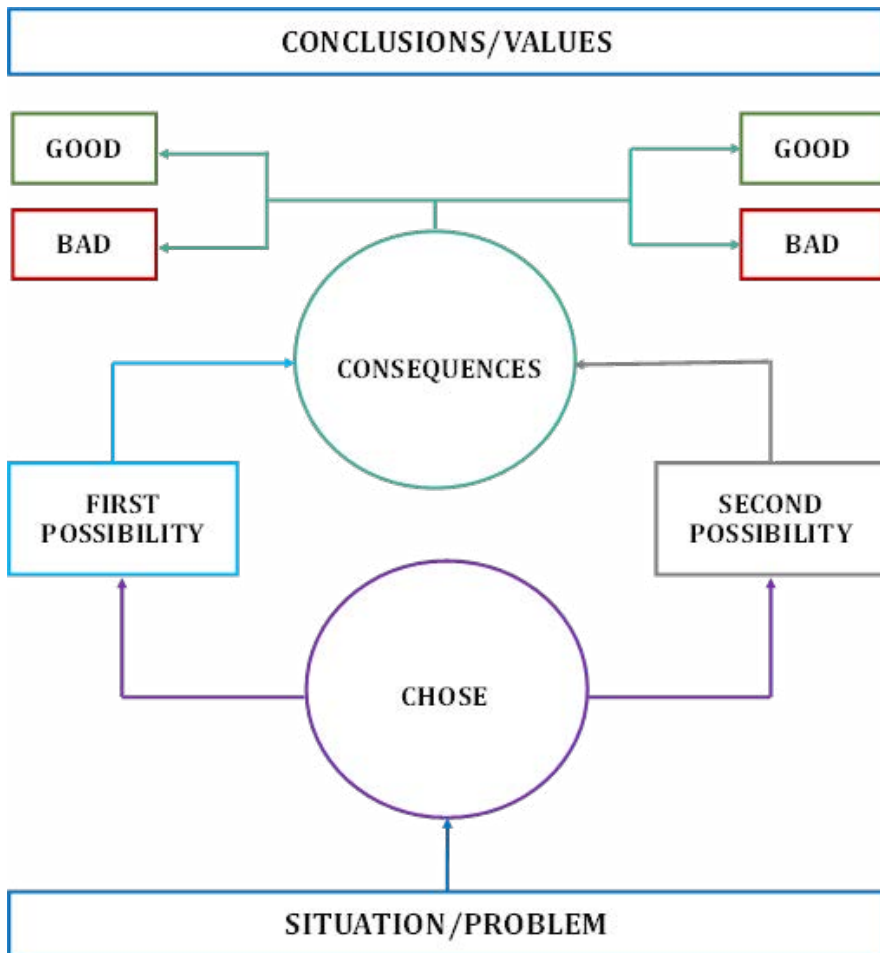 CONCLUSIONS/VALUES
GOOD
GOOD
BAD
BAD
CONSEQUENCES
FIRST
POSSIBILITY
SECOND
POSSIBILITY
CHOSE
SITUATION/PROBLEM